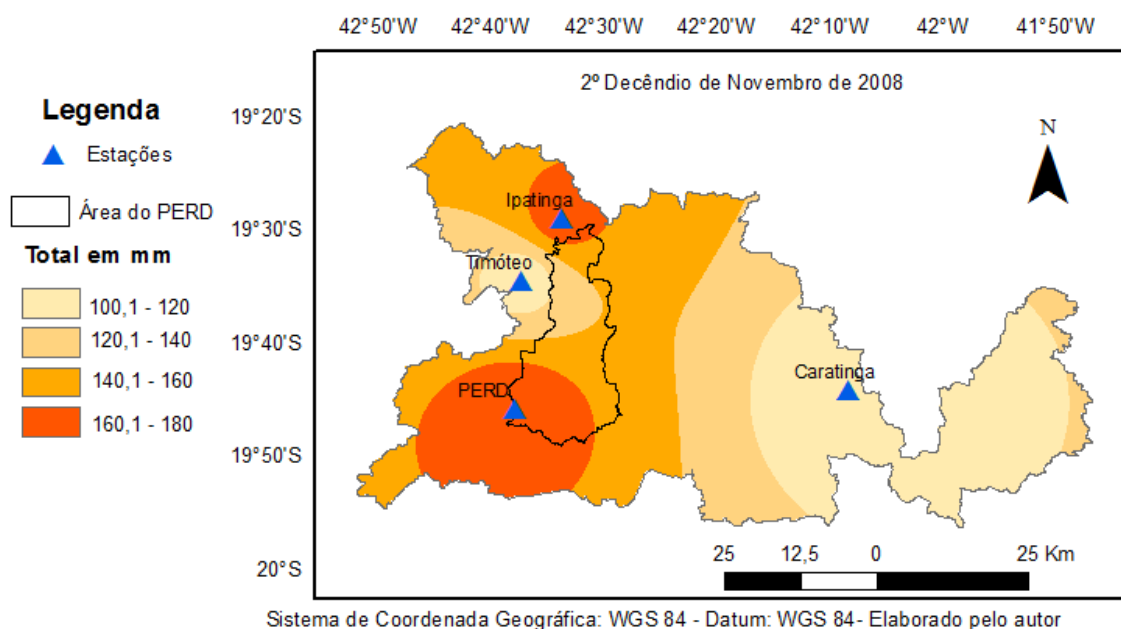 42°50'W 42°40'W 42°30'W 42°20'W 42°10'W 42°W 41°50'W
2º Decêndio de Novembro de 2008
Legenda
Estações
Área do PERD
Total em mm
100,1 - 120
120,1 - 140
140,1 - 160
160,1 - 180
19°20'S
19°30'S
19°40'S
19°50'S
20°S
N
Ipatinga
Timóteo
PERD
Caratinga
25 12,5 0 25 Km
Sistema de Coordenada Geográfica: WGS 84 - Datum: WGS 84- Elaborado pelo autor